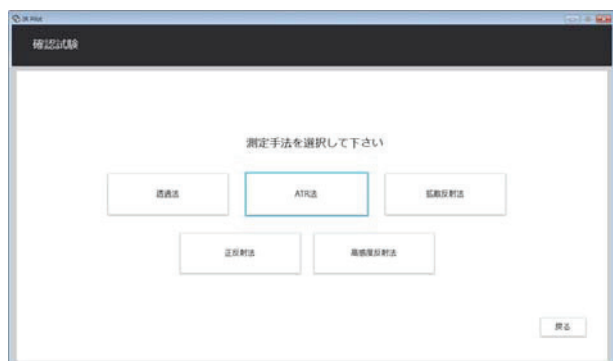 IR Pilot
確認試験
測定手法を選択して下さい
透過法
ATR法
拡散反射法
正反射法
高感度反射法
戻る